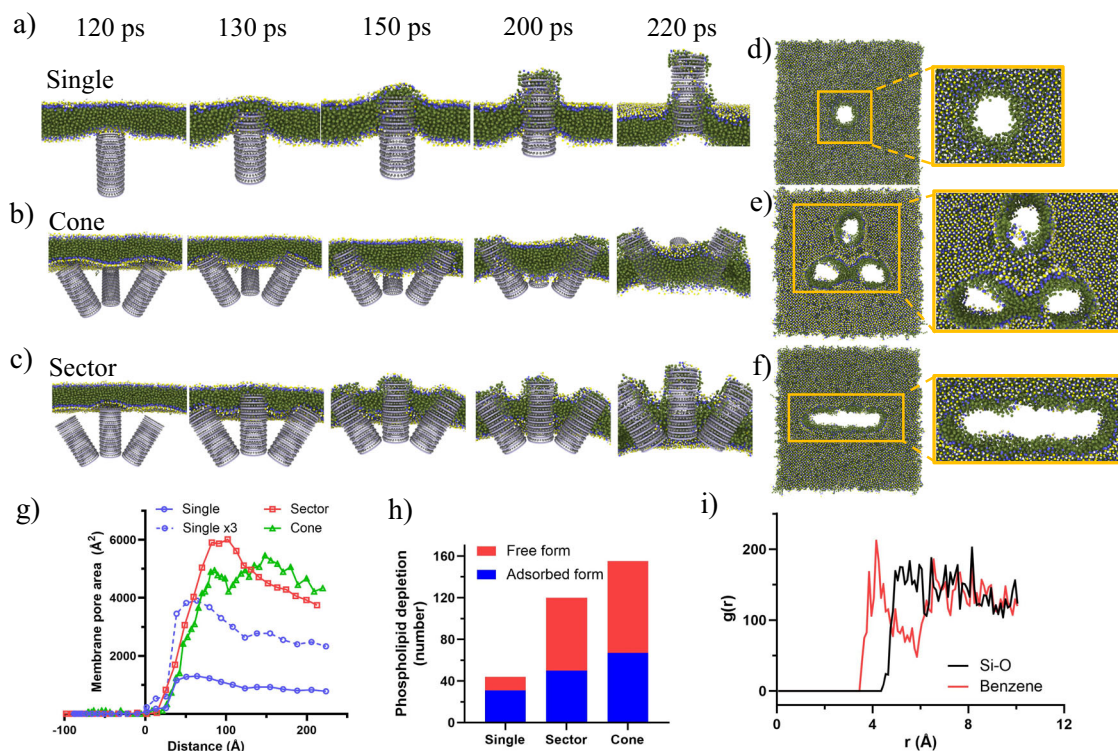 a)
120 ps 130 ps 150 ps 200 ps 220 ps
Single
b)
Cone
c)
Sector
d)
e)
f)
g)
Single
Sector
Single x3
Cone
Membrane pore area (Å²)
6000
4000
2000
0
-100 0 100 200
Distance (Å)
h)
Free form
Adsorbed form
Phospholipid depletion
(number)
160
120
80
40
0
Single Sector Cone
i)
g(r)
200
100
0
Si-O
Benzene
0 4 8 12
r (Å)